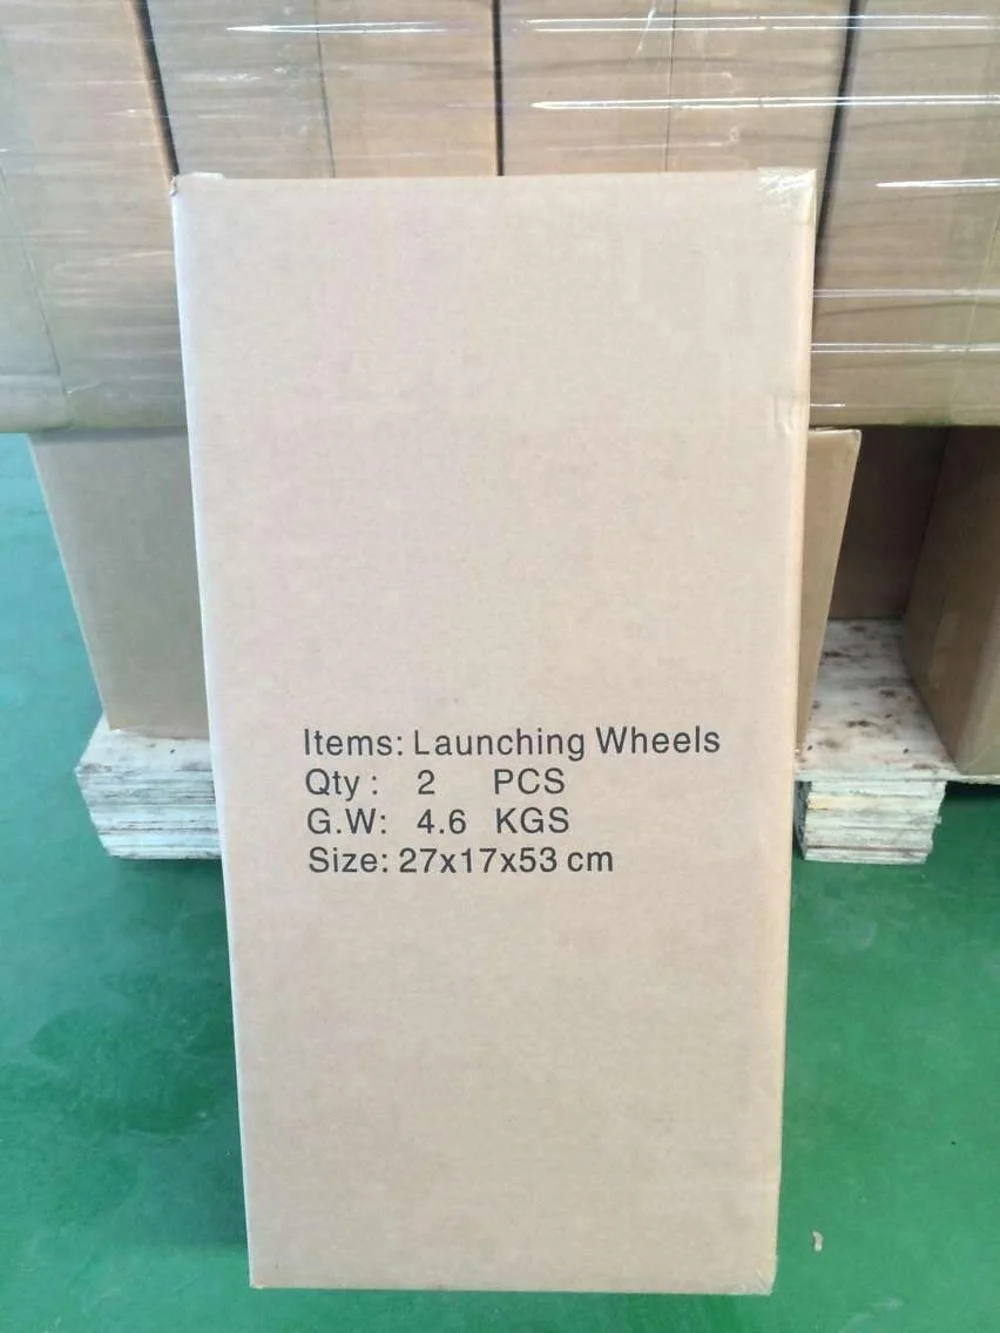 Items: Launching Wheels
Qty : 2 PCS
G.W: 4.6 KGS
Size: 27x17x53 cm